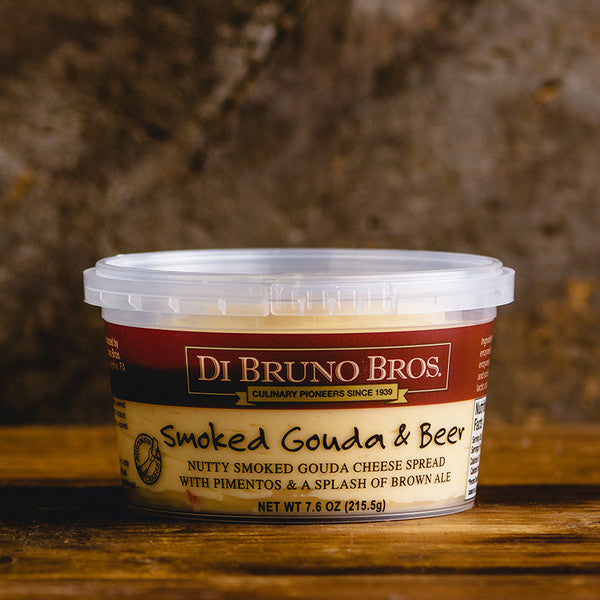 DI BRUNO BROS.
CULINARY PIONEERS SINCE 1939
Smoked Gouda & Beer
NUTTY SMOKED GOUDA CHEESE SPREAD
WITH PIMENTOS & A SPLASH OF BROWN ALE
NET WT 7.6 OZ (215.5g)